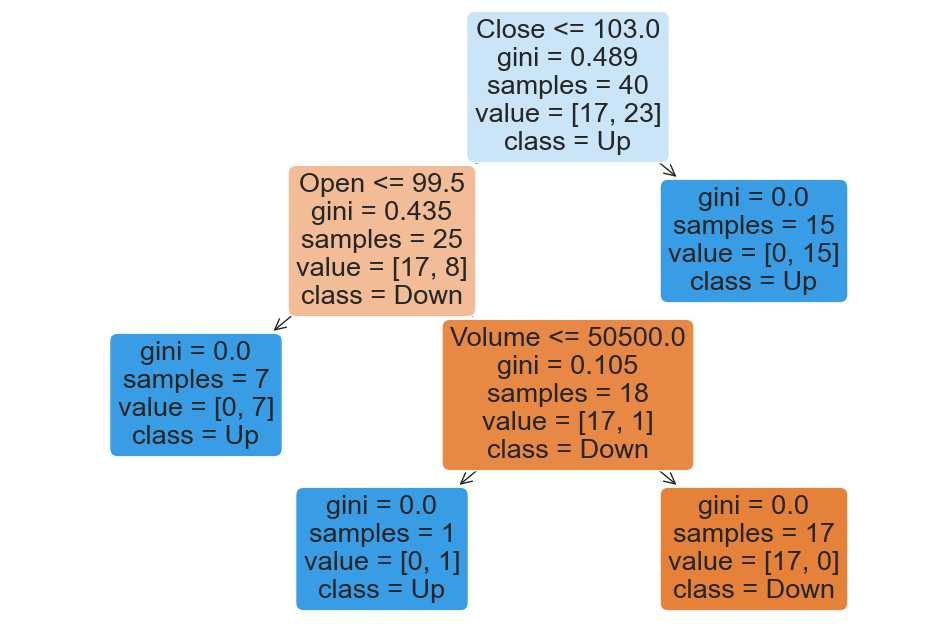 Close <= 103.0
gini = 0.489
samples = 40
value = [17, 23]
class = Up
Open <= 99.5
gini = 0.435
samples = 25
value = [17, 8]
class = Down
gini = 0.0
samples = 15
value = [0, 15]
class = Up
gini = 0.0
samples = 7
value = [0, 7]
class = Up
Volume <= 50500.0
gini = 0.105
samples = 18
value = [17, 1]
class = Down
gini = 0.0
samples = 1
value = [0, 1]
class = Up
gini = 0.0
samples = 17
value = [17, 0]
class = Down